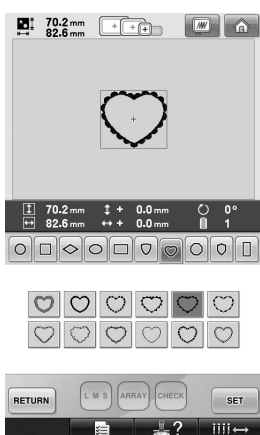 70.2 mm
82.6 mm
70.2 mm + 0.0 mm 0°
82.6 mm + 0.0 mm 1
RETURN L M S ARRAY CHECK SET
?